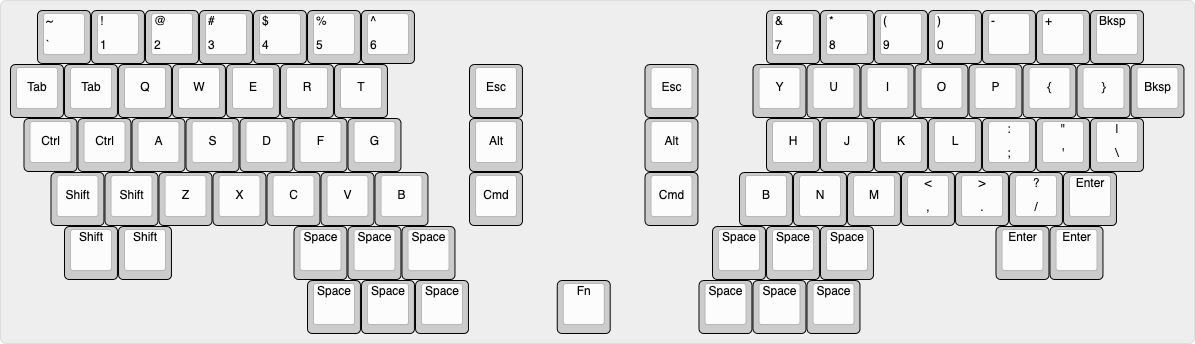 ~ ! @ # $ % ^ & * ( ) - + Bksp
` 1 2 3 4 5 6 7 8 9 0
Tab Tab Q W E R T Esc Esc Y U I O P { } Bksp
Ctrl Ctrl A S D F G Alt Alt H J K L : ; " ' | \
Shift Shift Z X C V B Cmd Cmd B N M < , > . ? / Enter
Shift Shift Space Space Space Space Space Space Enter Enter
Space Space Space Fn Space Space Space